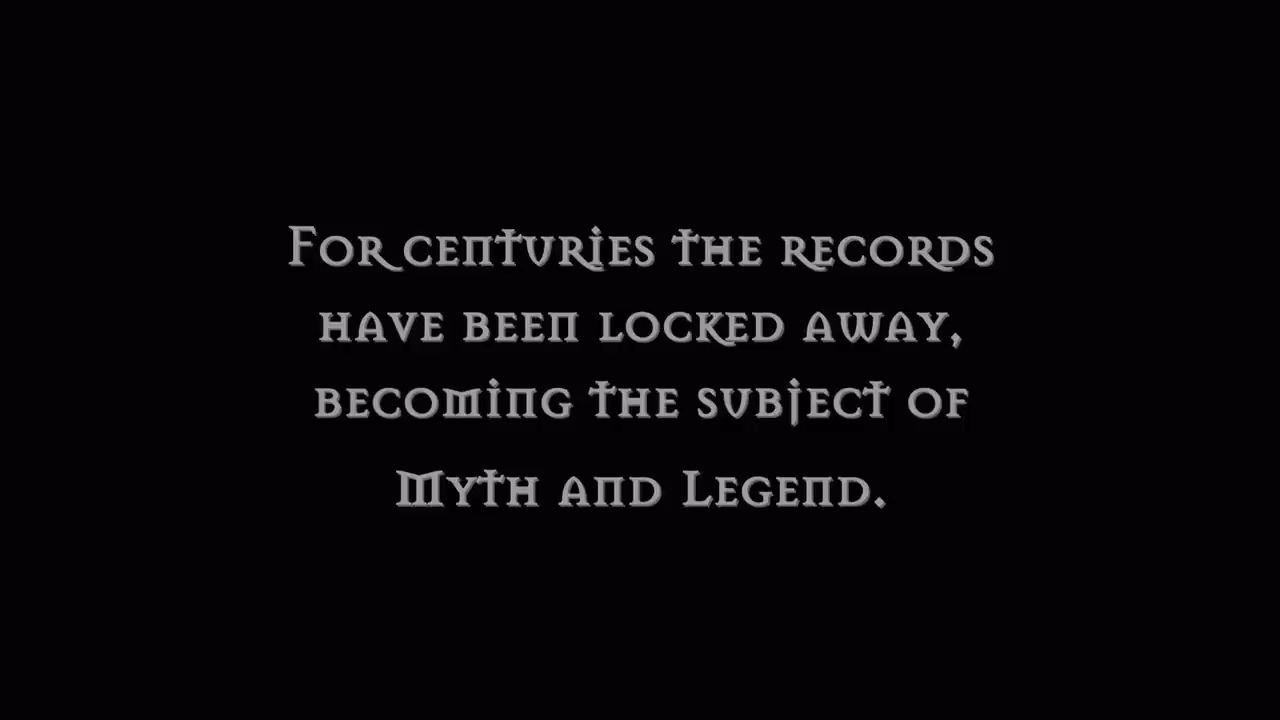 For centuries the records
have been locked away,
becoming the subject of
Myth and Legend.